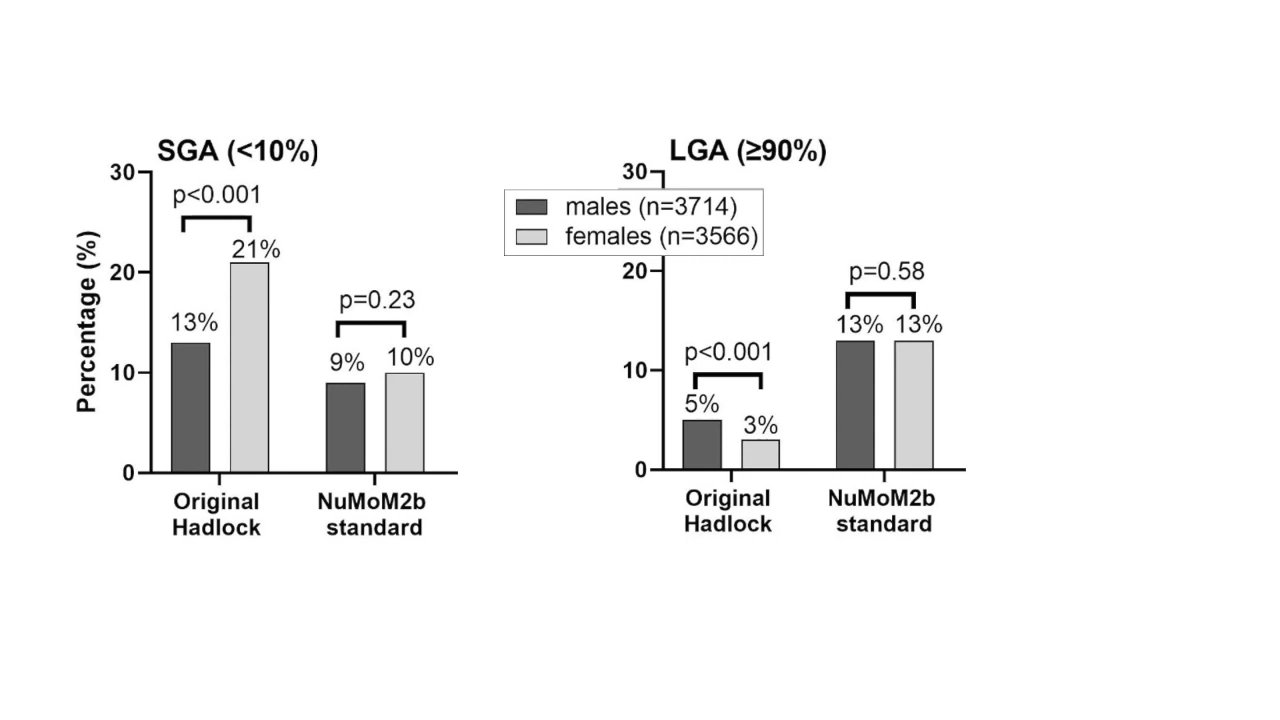 SGA (<10%)
Percentage (%)
30
20
10
0
p<0.001
13%
21%
p=0.23
9%
10%
Original
Hadlock
NuMoM2b
standard
LGA (≥90%)
30
20
10
0
males (n=3714)
females (n=3566)
p<0.001
5%
3%
p=0.58
13%
13%
Original
Hadlock
NuMoM2b
standard